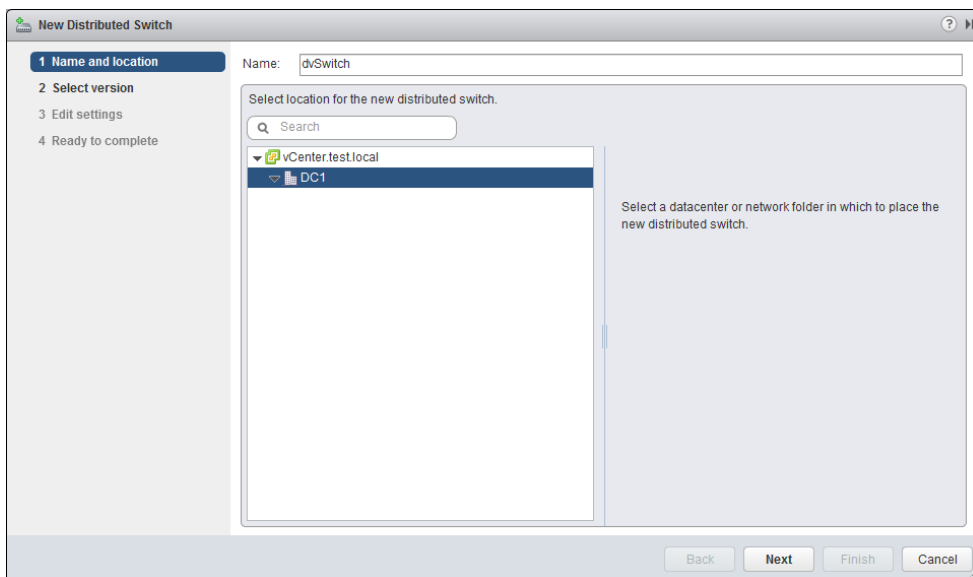 New Distributed Switch
?
1 Name and location
2 Select version
3 Edit settings
4 Ready to complete
Name: dvSwitch
Select location for the new distributed switch.
Search
vCenter.test.local
DC1
Select a datacenter or network folder in which to place the
new distributed switch.
Back Next Finish Cancel